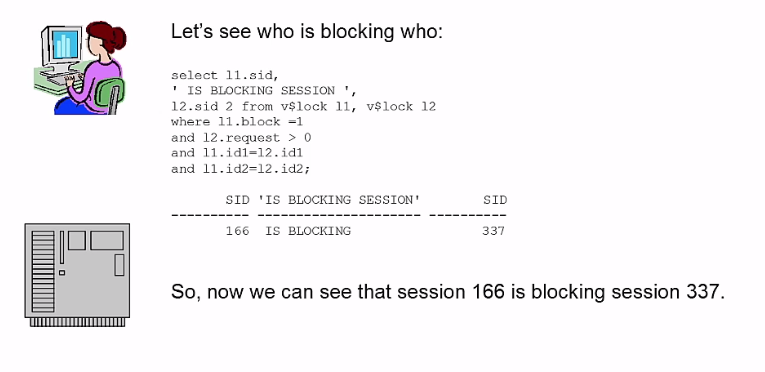 Let's see who is blocking who:
select l1.sid,
' IS BLOCKING SESSION ',
l2.sid 2 from v$lock l1, v$lock l2
where l1.block =1
and l2.request > 0
and l1.id1=l2.id1
and l1.id2=l2.id2;
SID 'IS BLOCKING SESSION' SID
---------- --------------------- ----------
166 IS BLOCKING 337
So, now we can see that session 166 is blocking session 337.